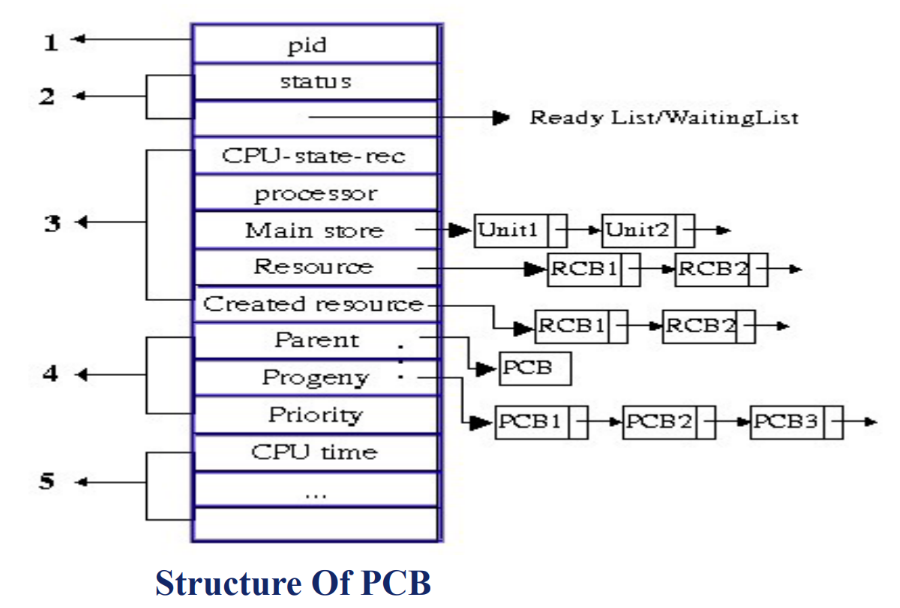 1
pid
status
2
Ready List/WaitingList
CPU-state-rec
processor
3
Main store
Unit1
Unit2
Resource
RCB1
RCB2
Created resource
RCB1
RCB2
Parent
PCB
4
Progeny
Priority
PCB1
PCB2
PCB3
CPU time
5
...
Structure Of PCB